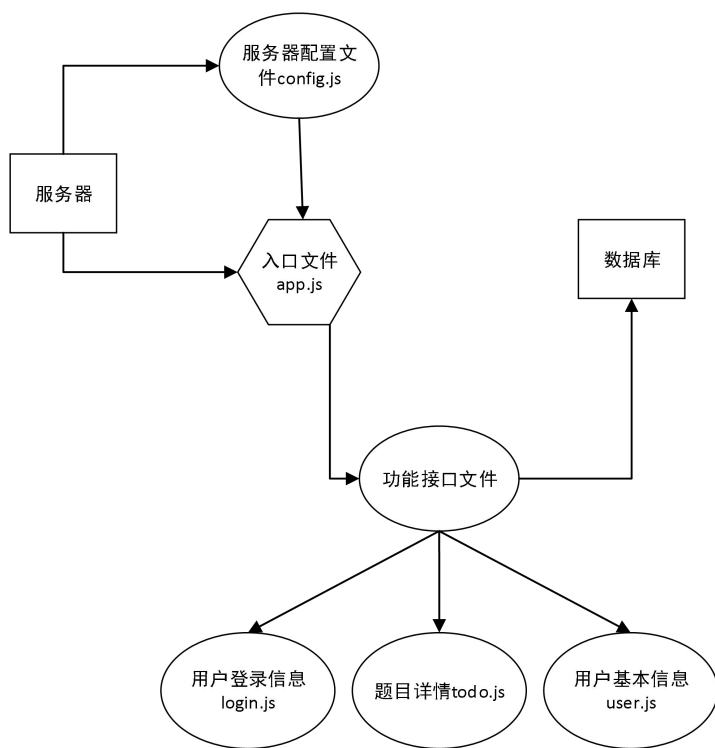 服务器配置文
件config.js
服务器
入口文件
app.js
数据库
功能接口文件
用户登录信息
login.js
题目详情todo.js
用户基本信息
user.js